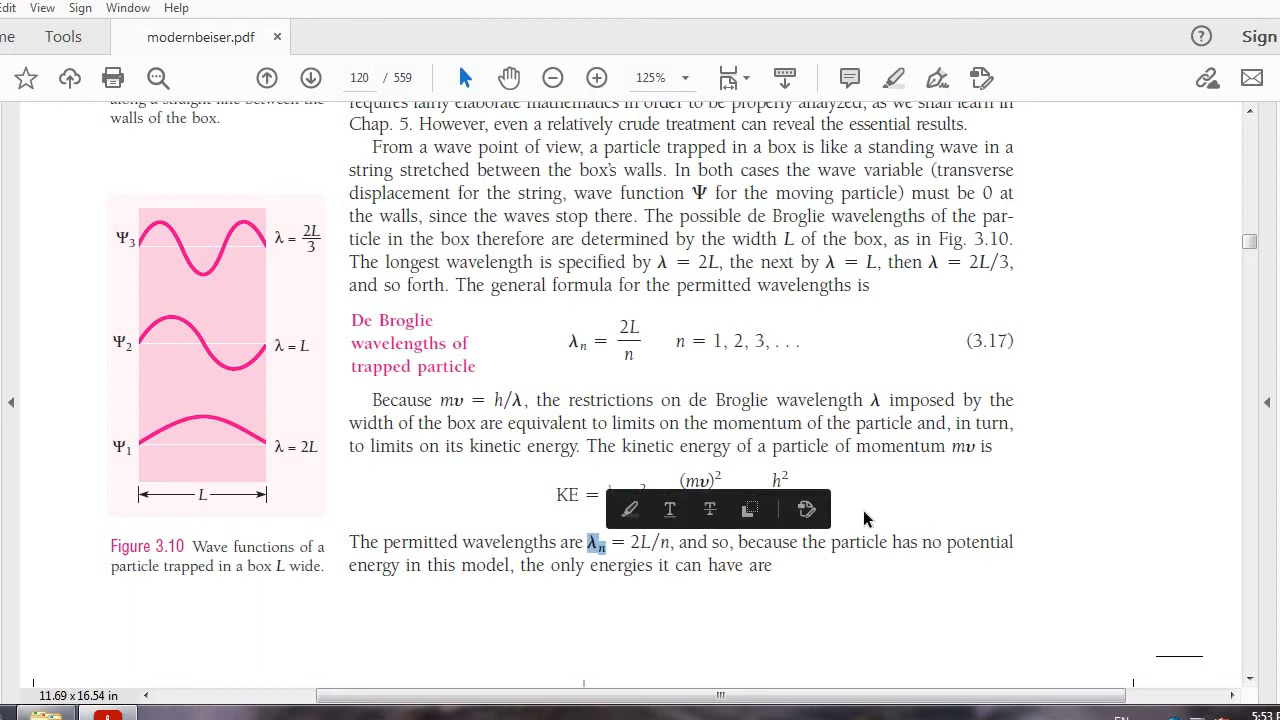 Edit View Sign Window Help
me Tools modernbeiser.pdf × ? Sign
120 / 559 125%
along a straight line between the
walls of the box.
requires fairly elaborate mathematics in order to be properly analyzed, as we shall learn in
Chap. 5. However, even a relatively crude treatment can reveal the essential results.
From a wave point of view, a particle trapped in a box is like a standing wave in a
string stretched between the box's walls. In both cases the wave variable (transverse
displacement for the string, wave function Ψ for the moving particle) must be 0 at
the walls, since the waves stop there. The possible de Broglie wavelengths of the par-
ticle in the box therefore are determined by the width L of the box, as in Fig. 3.10.
The longest wavelength is specified by λ = 2L, the next by λ = L, then λ = 2L/3,
and so forth. The general formula for the permitted wavelengths is
Ψ3 λ = 2L/3
Ψ2 λ = L
Ψ1 λ = 2L
L
Figure 3.10 Wave functions of a
particle trapped in a box L wide.
De Broglie
wavelengths of
trapped particle
λn = 2L/n n = 1, 2, 3, . . . (3.17)
Because mv = h/λ, the restrictions on de Broglie wavelength λ imposed by the
width of the box are equivalent to limits on the momentum of the particle and, in turn,
to limits on its kinetic energy. The kinetic energy of a particle of momentum mv is
KE = (mv)² h²
The permitted wavelengths are λn = 2L/n, and so, because the particle has no potential
energy in this model, the only energies it can have are
11.69 x 16.54 in